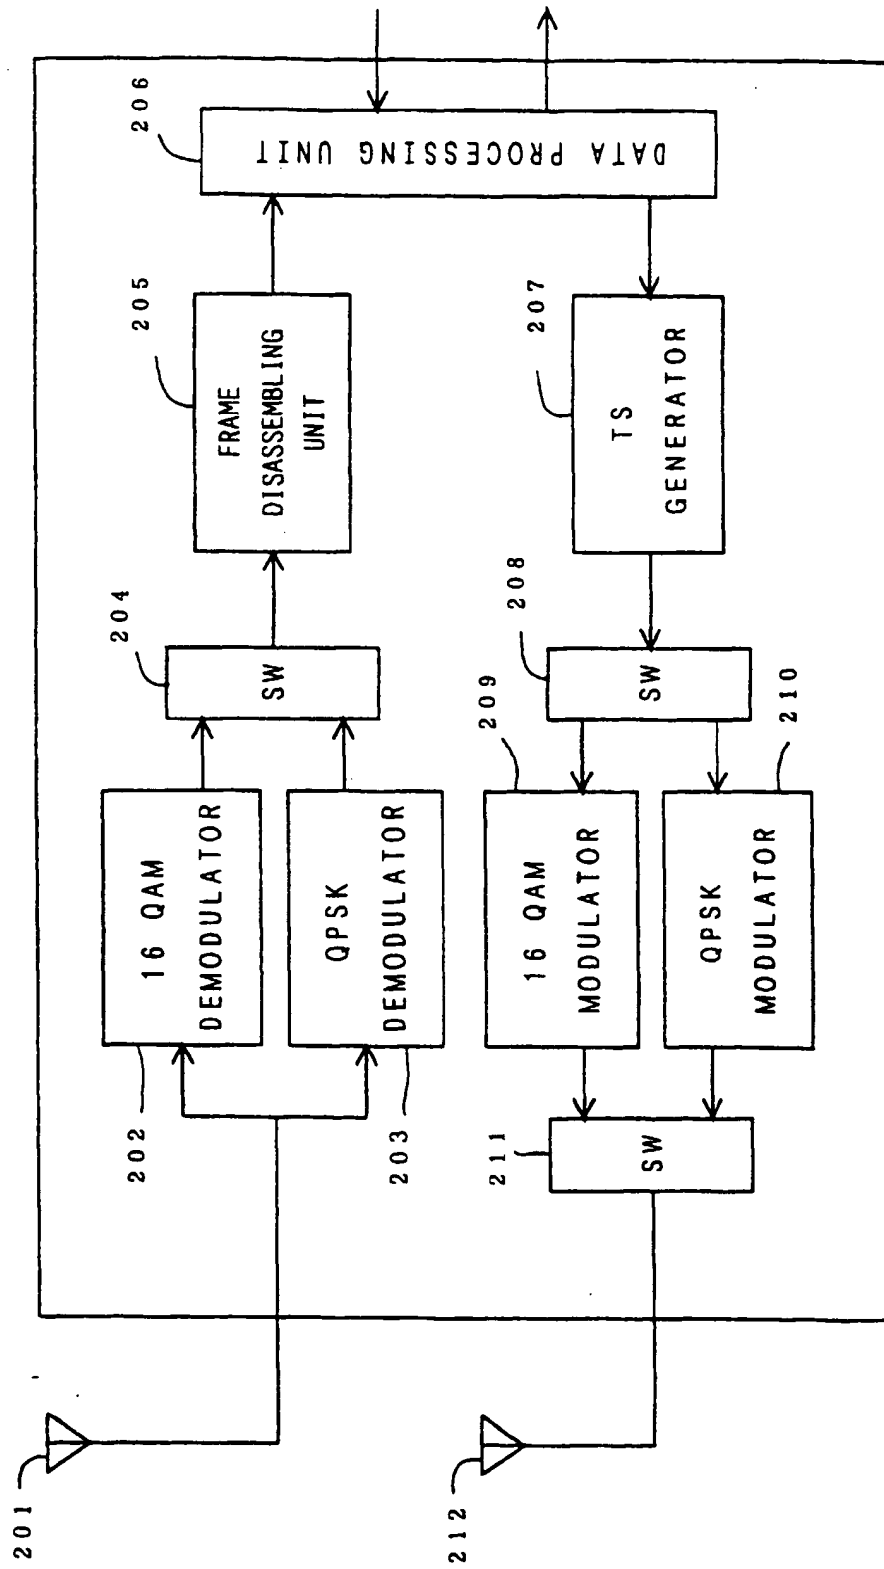 201
202
16 QAM
DEMODULATOR
203
QPSK
DEMODULATOR
204
SW
205
FRAME
DISASSEMBLING
UNIT
206
DATA PROCESSING UNIT
207
TS
GENERATOR
208
SW
209
16 QAM
MODULATOR
210
QPSK
MODULATOR
211
SW
212